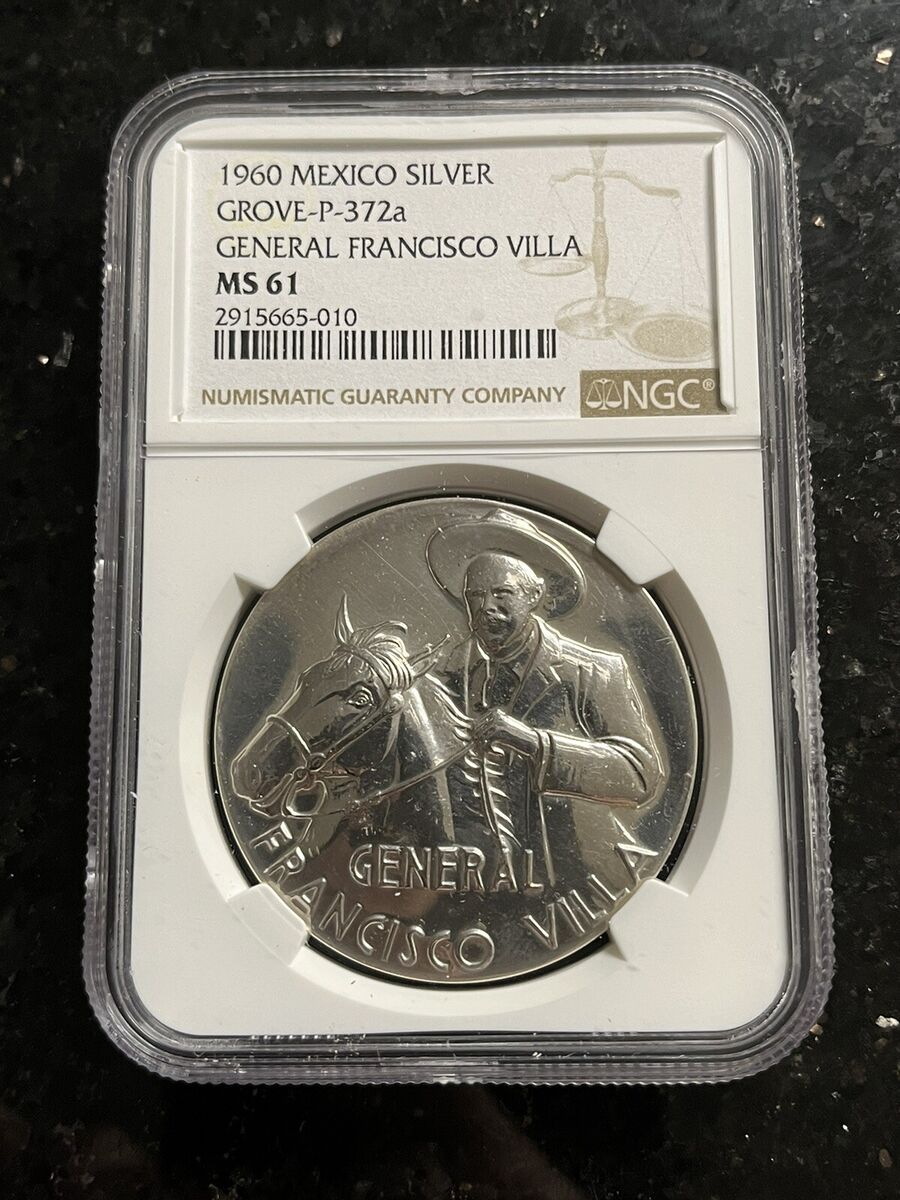 1960 MEXICO SILVER
GROVE-P-372a
GENERAL FRANCISCO VILLA
MS 61
2915665-010
NUMISMATIC GUARANTY COMPANY
NGC®
GENERAL
FRANCISCO VILLA